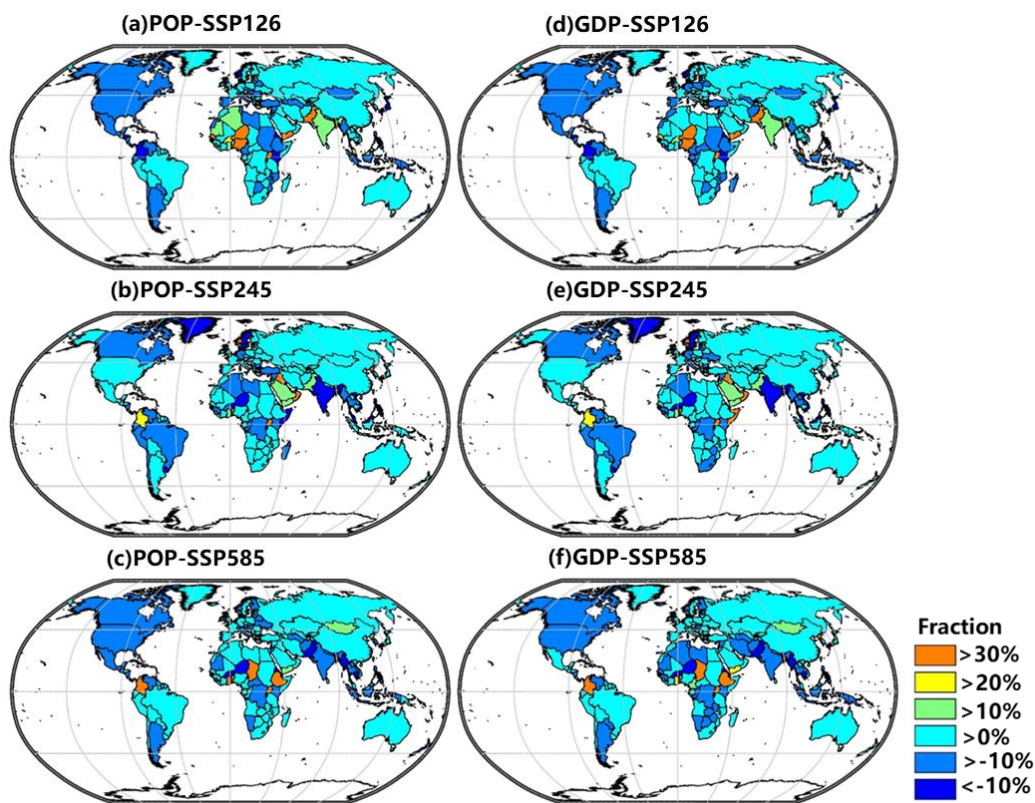 (a)POP-SSP126
(d)GDP-SSP126
(b)POP-SSP245
(e)GDP-SSP245
(c)POP-SSP585
(f)GDP-SSP585
Fraction
>30%
>20%
>10%
>0%
>-10%
<-10%